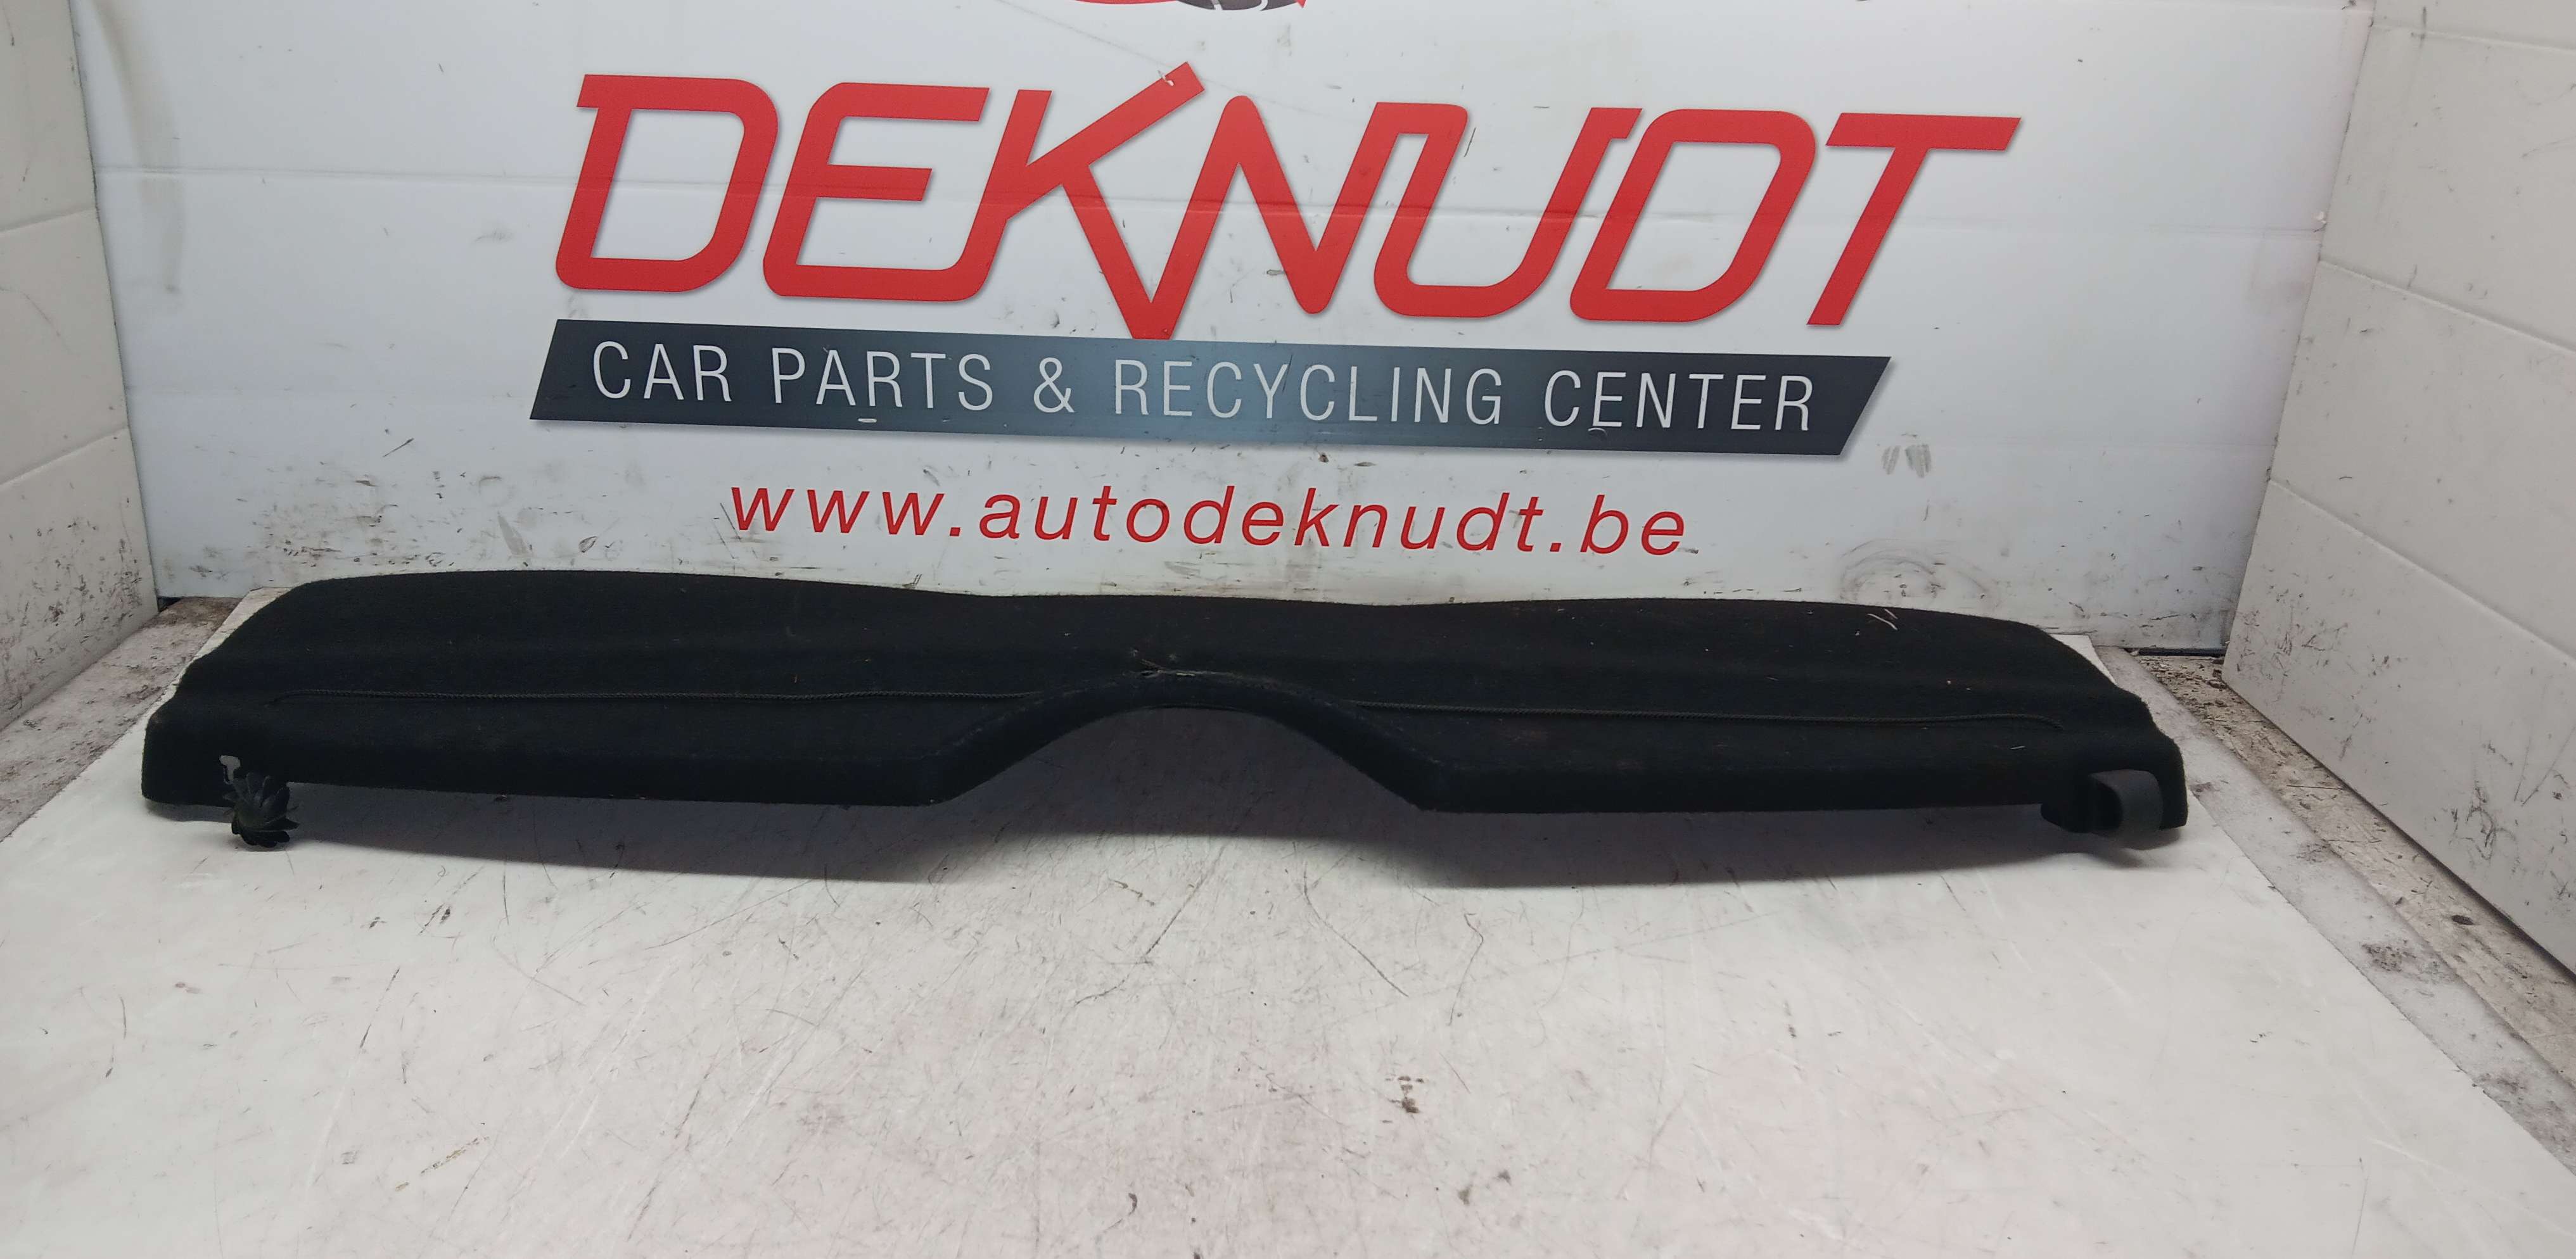 DEKNUDT
CAR PARTS & RECYCLING CENTER
www.autodeknudt.be